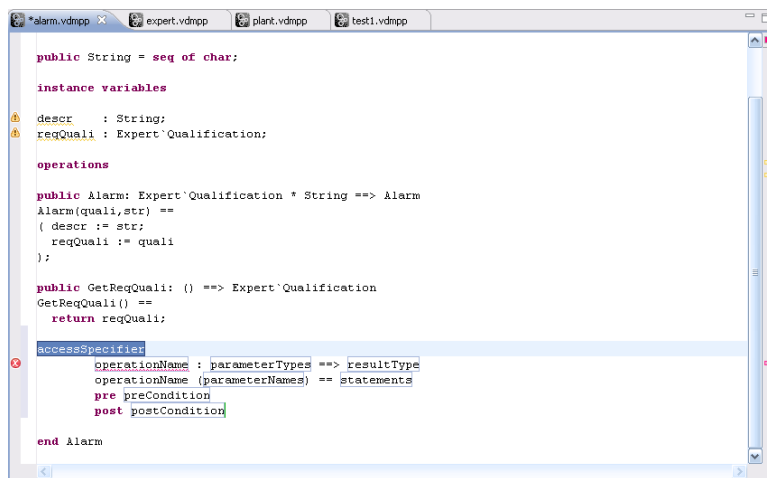 *alarm.vdmpp expert.vdmpp plant.vdmpp test1.vdmpp
public String = seq of char;
instance variables
descr : String;
reqQuali : Expert`Qualification;
operations
public Alarm: Expert`Qualification * String ==> Alarm
Alarm(quali,str) ==
( descr := str;
reqQuali := quali
);
public GetReqQuali: () ==> Expert`Qualification
GetReqQuali() ==
return reqQuali;
accessSpecifier
operationName : parameterTypes ==> resultType
operationName (parameterNames) == statements
pre preCondition
post postCondition
end Alarm